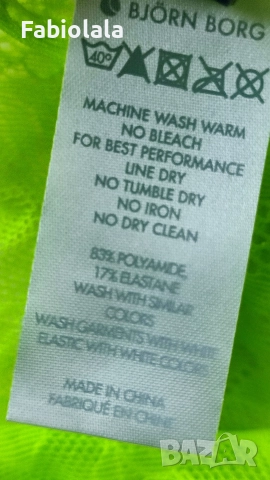 Fabiolala
BJÖRN BORG
40°
MACHINE WASH WARM
NO BLEACH
FOR BEST PERFORMANCE
LINE DRY
NO TUMBLE DRY
NO IRON
NO DRY CLEAN
83% POLYAMIDE,
17% ELASTANE
WASH WITH SIMILAR
COLORS
WASH GARMENTS WITH WHITE
ELASTIC WITH WHITE COLORS
MADE IN CHINA
FABRIQUÉ EN CHINE
BAZAR